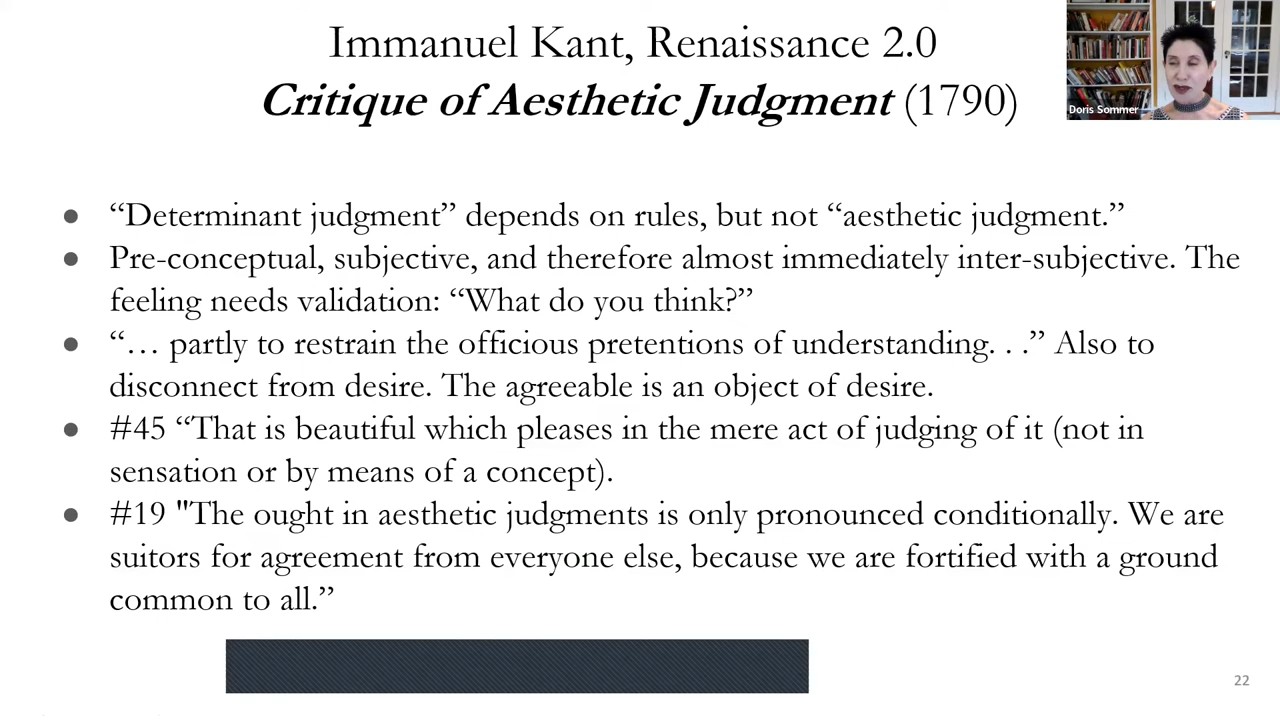 Immanuel Kant, Renaissance 2.0
Critique of Aesthetic Judgment (1790)
Doris Sommer
● “Determinant judgment” depends on rules, but not “aesthetic judgment.”
● Pre-conceptual, subjective, and therefore almost immediately inter-subjective. The
feeling needs validation: “What do you think?”
● “… partly to restrain the officious pretentions of understanding. . .” Also to
disconnect from desire. The agreeable is an object of desire.
● #45 “That is beautiful which pleases in the mere act of judging of it (not in
sensation or by means of a concept).
● #19 "The ought in aesthetic judgments is only pronounced conditionally. We are
suitors for agreement from everyone else, because we are fortified with a ground
common to all.”
22